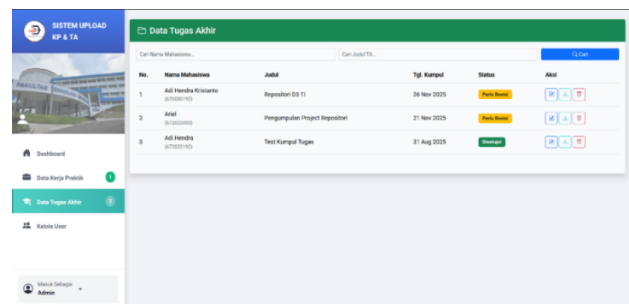 SISTEM UPLOAD
KP & TA
Data Tugas Akhir
Cari Nama Mahasiswa...
Cari Judul TA...
Cari
No. Nama Mahasiswa Judul Tgl. Kumpul Status Aksi
1 Adi Hendra Krisianto Repositori D3 TI 26 Nov 2025 Perlu Revisi
2 Ariel Pengumpulan Project Repositori 21 Nov 2025 Perlu Revisi
3 Adi Hendra Test Kumpul Tugas 31 Aug 2025 Disetujui
Dashboard
Data Kerja Praktik 1
Data Tugas Akhir
Kelola User
Masuk Sebagai
Admin